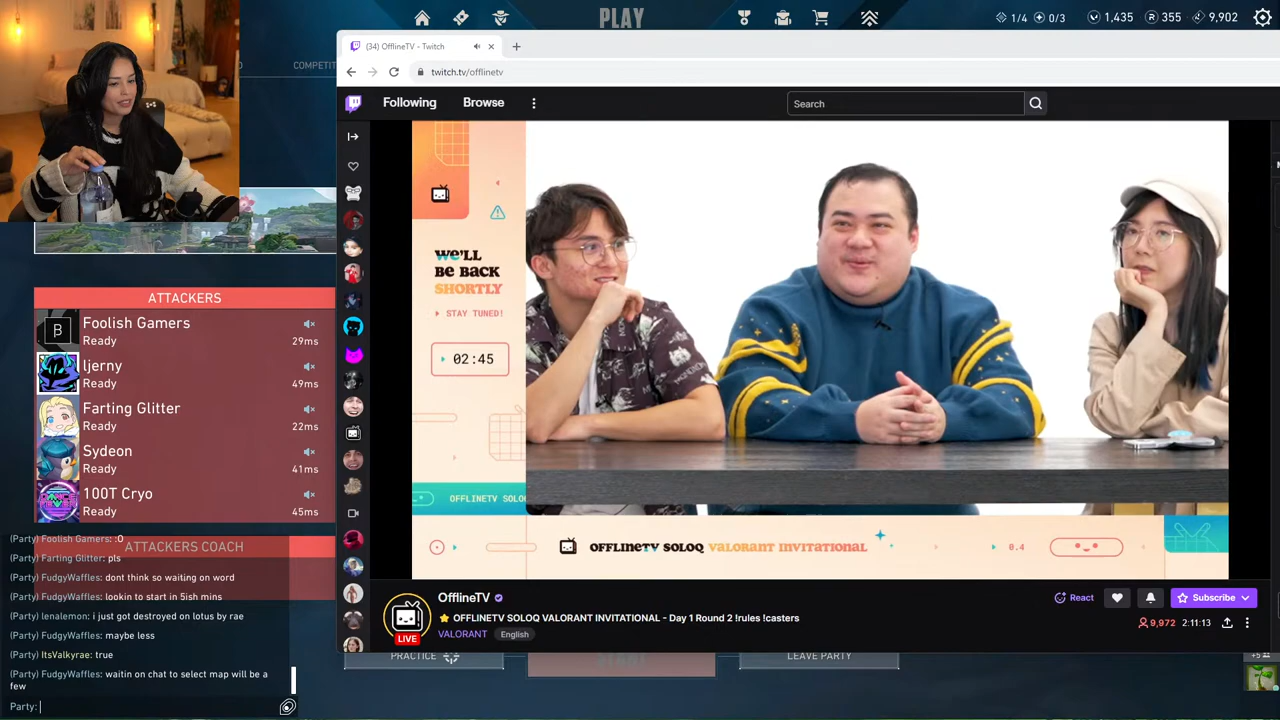 PLAY
1/4
0/3
1,435
355
9,902
COMPETIT
(34) OfflineTV - Twitch
twitch.tv/offlinetv
Following
Browse
Search
WE'LL
BE BACK
SHORTLY
STAY TUNED!
02:45
OFFLINETV SOLOQ
OFFLINETV SOLOQ VALORANT INVITATIONAL
0.4
OfflineTV
LIVE
⭐ OFFLINETV SOLOQ VALORANT INVITATIONAL - Day 1 Round 2 !rules !casters
VALORANT
English
React
Subscribe
9,972
2:11:13
ATTACKERS
B
Foolish Gamers
Ready
29ms
ljerny
Ready
49ms
Farting Glitter
Ready
22ms
Sydeon
Ready
41ms
100T Cryo
Ready
45ms
ATTACKERS COACH
(Party) Foolish Gamers: :O
(Party) Farting Glitter: pls
(Party) FudgyWaffles: dont think so waiting on word
(Party) FudgyWaffles: lookin to start in 5ish mins
(Party) lenalemon: i just got destroyed on lotus by rae
(Party) FudgyWaffles: maybe less
(Party) ItsValkyrae: true
(Party) FudgyWaffles: waitin on chat to select map will be a
few
Party:
PRACTICE
START
LEAVE PARTY